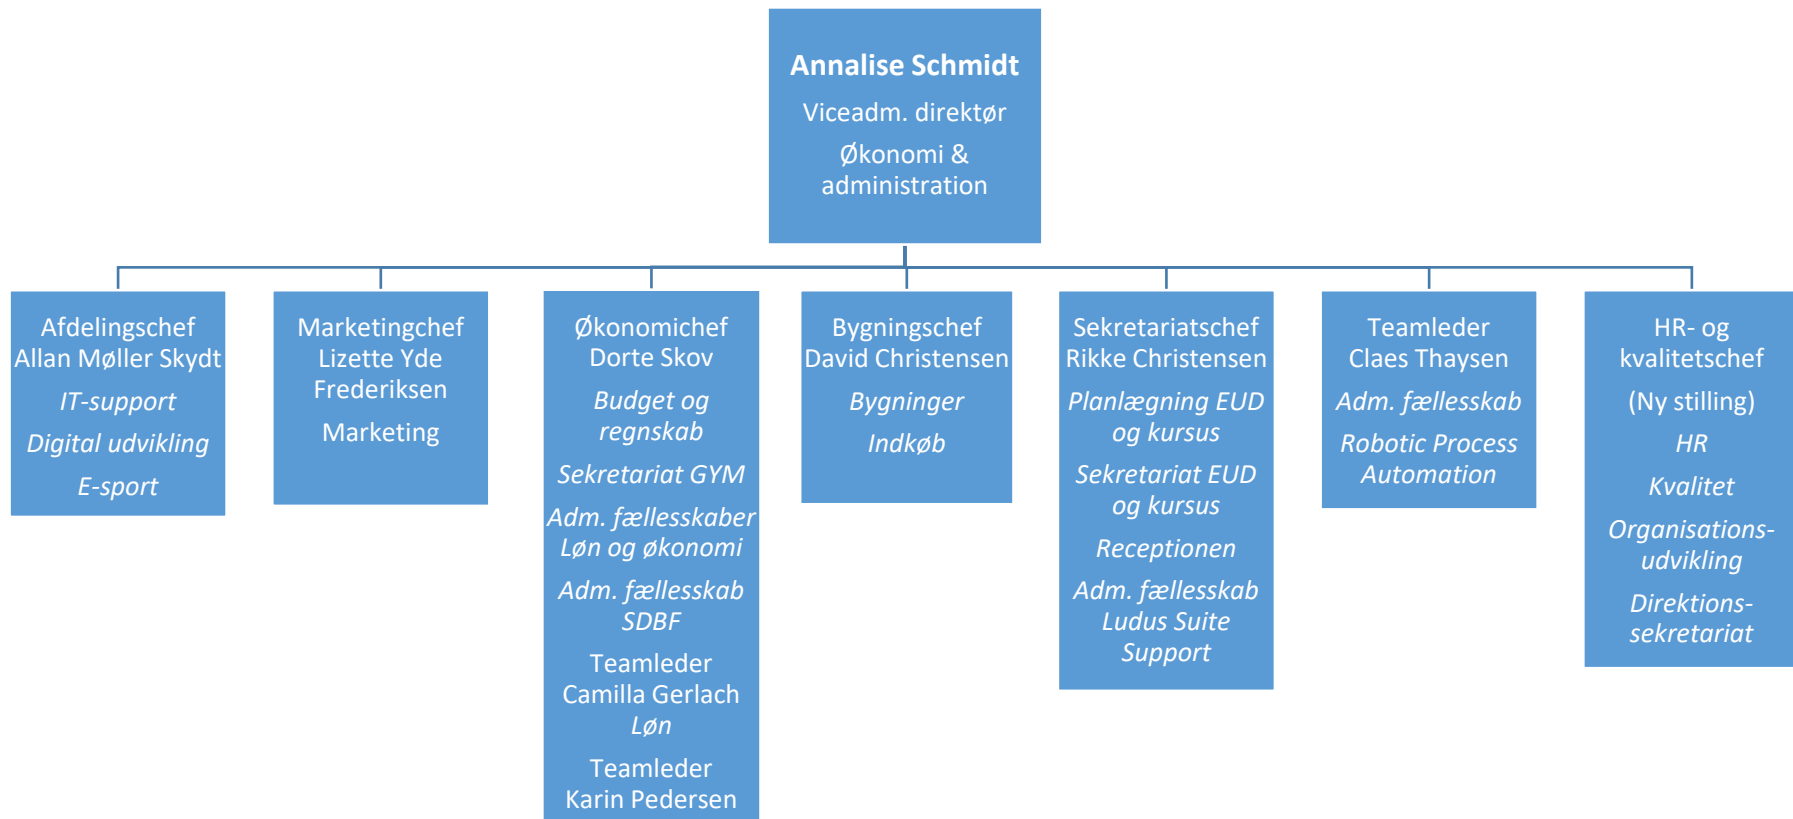 Annalise Schmidt
Viceadm. direktør
Økonomi &
administration
Afdelingschef
Allan Møller Skydt
IT-support
Digital udvikling
E-sport
Marketingchef
Lizette Yde
Frederiksen
Marketing
Økonomichef
Dorte Skov
Budget og
regnskab
Sekretariat GYM
Adm. fællesskaber
Løn og økonomi
Adm. fællesskab
SDBF
Teamleder
Camilla Gerlach
Løn
Teamleder
Karin Pedersen
Bygningschef
David Christensen
Bygninger
Indkøb
Sekretariatschef
Rikke Christensen
Planlægning EUD
og kursus
Sekretariat EUD
og kursus
Receptionen
Adm. fællesskab
Ludus Suite
Support
Teamleder
Claes Thaysen
Adm. fællesskab
Robotic Process
Automation
HR- og
kvalitetschef
(Ny stilling)
HR
Kvalitet
Organisations-
udvikling
Direktions-
sekretariat